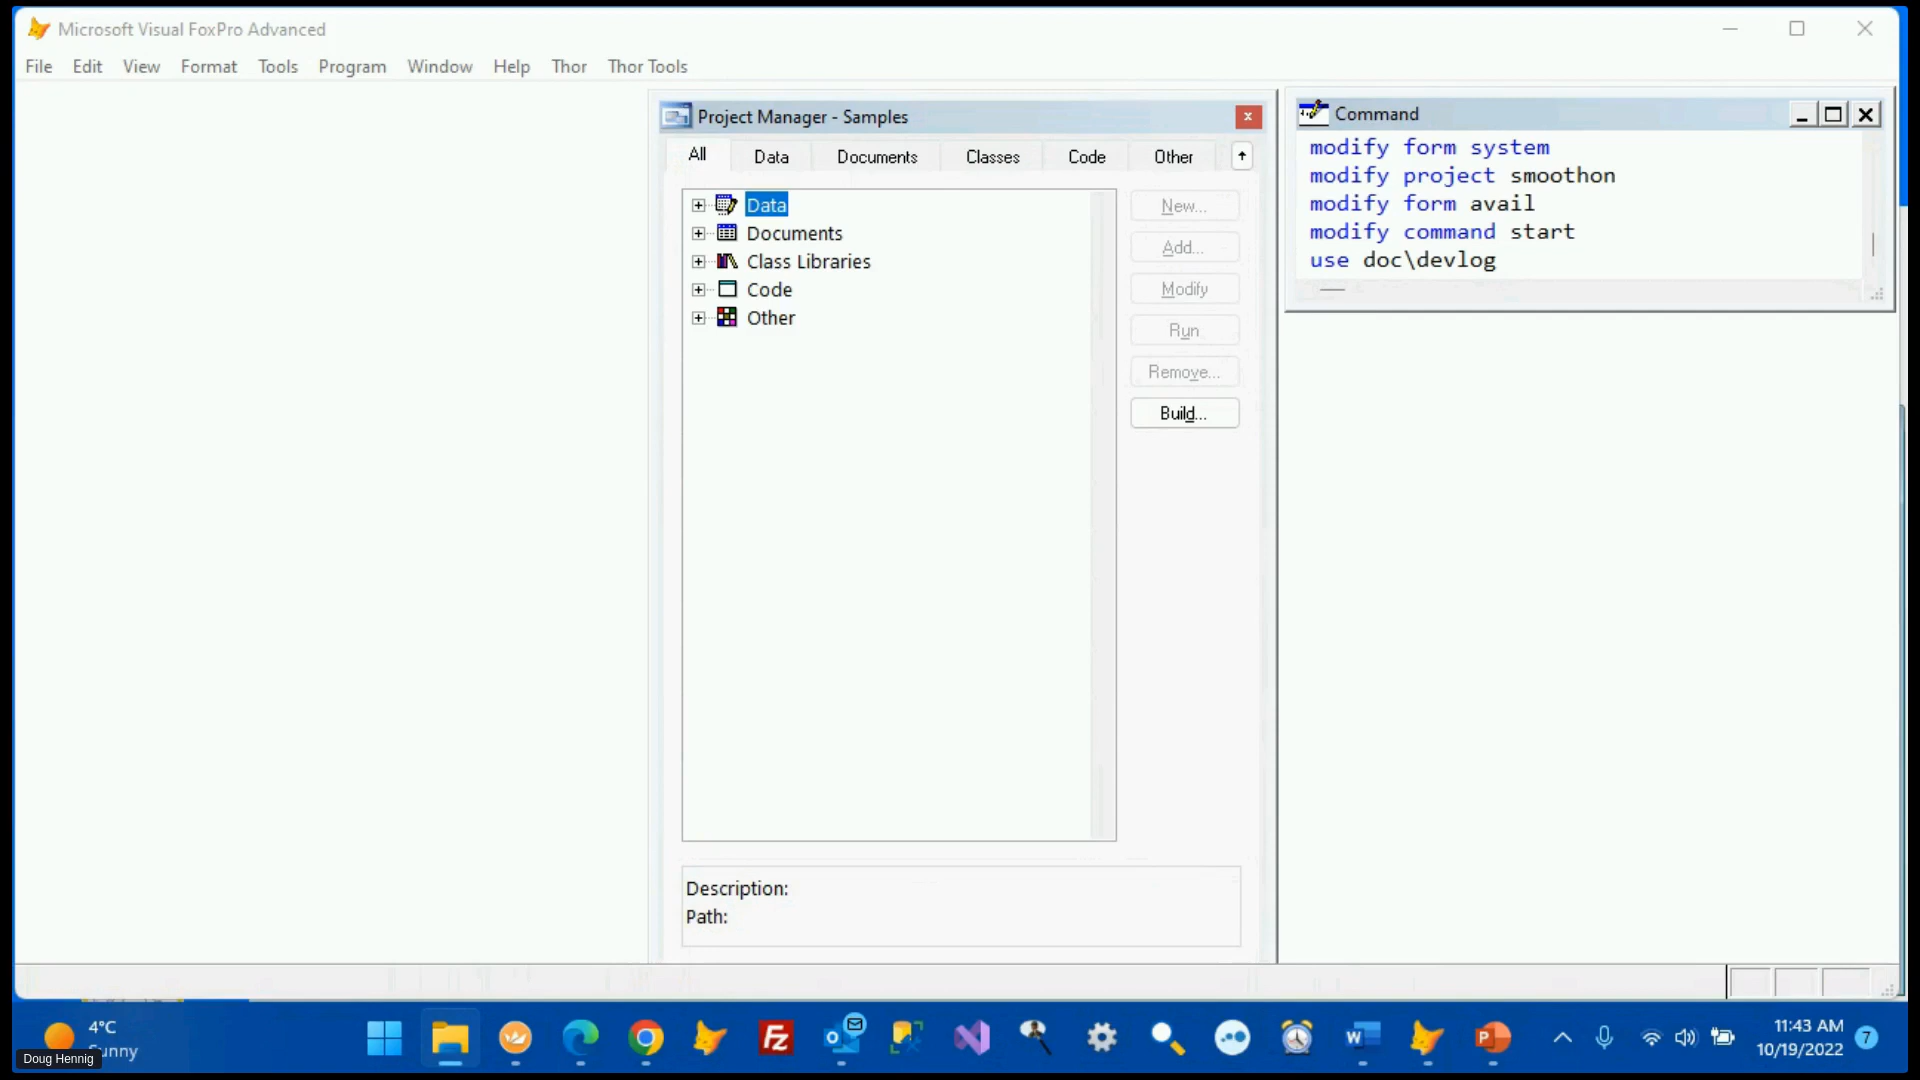 Microsoft Visual FoxPro Advanced
File Edit View Format Tools Program Window Help Thor Thor Tools
Project Manager - Samples
All Data Documents Classes Code Other
Data
Documents
Class Libraries
Code
Other
New...
Add...
Modify
Run
Remove...
Build...
Description:
Path:
Command
modify form system
modify project smoothon
modify form avail
modify command start
use doc\devlog
4°C
Sunny
Doug Hennig
11:43 AM
10/19/2022
7